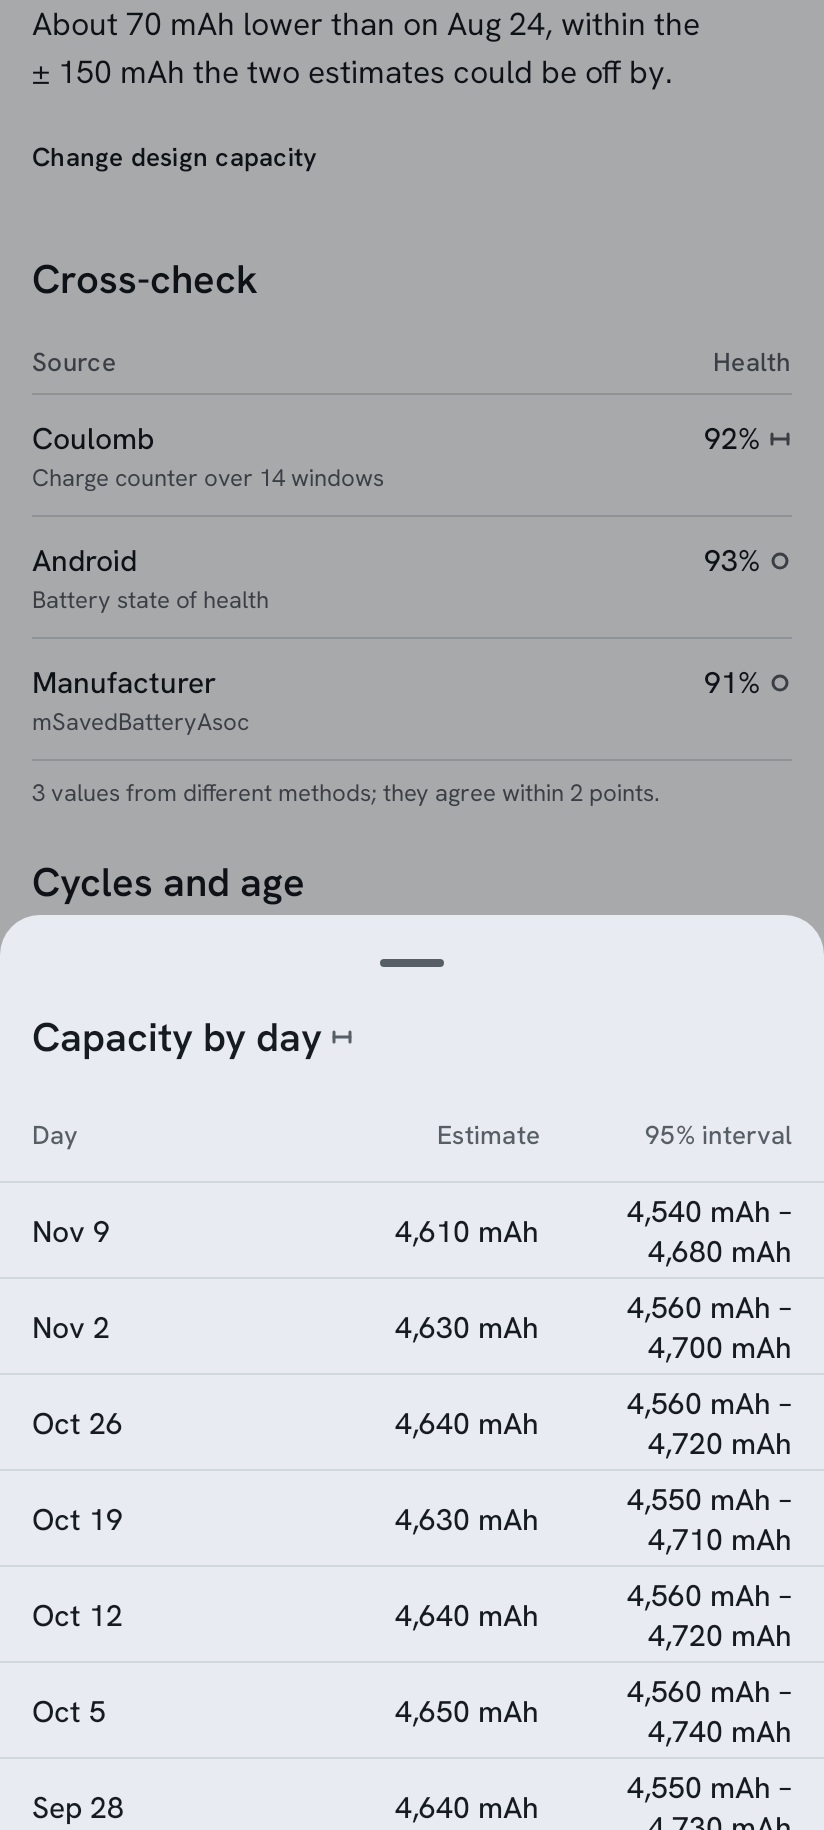 About 70 mAh lower than on Aug 24, within the
± 150 mAh the two estimates could be off by.
Change design capacity
Cross-check
Source Health
Coulomb 92%
Charge counter over 14 windows
Android 93%
Battery state of health
Manufacturer 91%
mSavedBatteryAsoc
3 values from different methods; they agree within 2 points.
Cycles and age
Capacity by day
Day Estimate 95% interval
Nov 9 4,610 mAh 4,540 mAh –
4,680 mAh
Nov 2 4,630 mAh 4,560 mAh –
4,700 mAh
Oct 26 4,640 mAh 4,560 mAh –
4,720 mAh
Oct 19 4,630 mAh 4,550 mAh –
4,710 mAh
Oct 12 4,640 mAh 4,560 mAh –
4,720 mAh
Oct 5 4,650 mAh 4,560 mAh –
4,740 mAh
Sep 28 4,640 mAh 4,550 mAh –
4,730 mAh